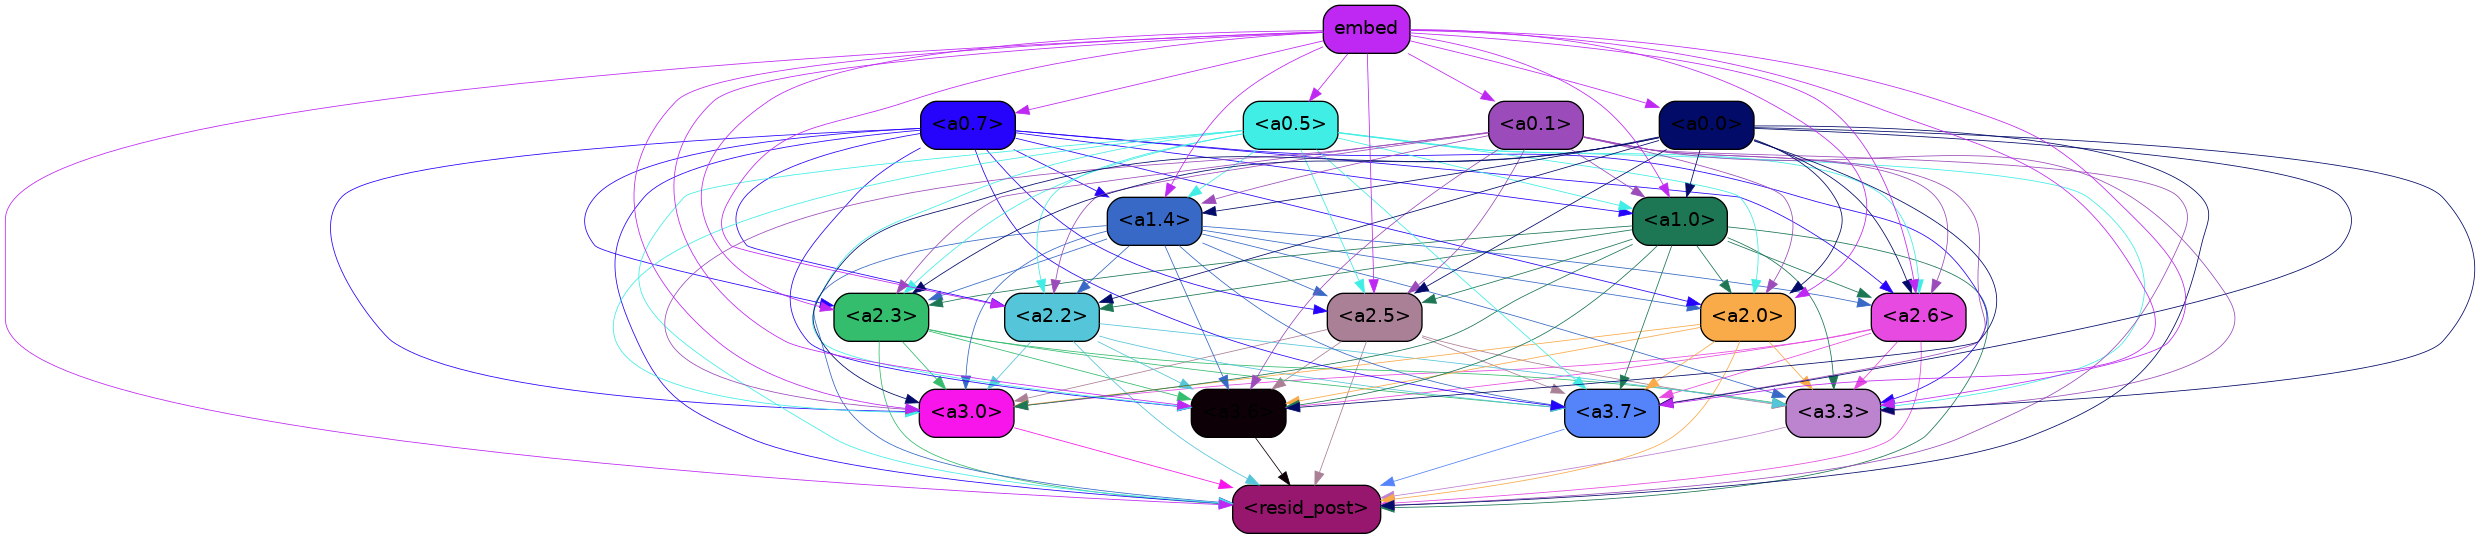 embed
<a0.7>
<a0.5>
<a0.1>
<a0.0>
<a1.4>
<a1.0>
<a2.3>
<a2.2>
<a2.5>
<a2.0>
<a2.6>
<a3.0>
<a3.6>
<a3.7>
<a3.3>
<resid_post>